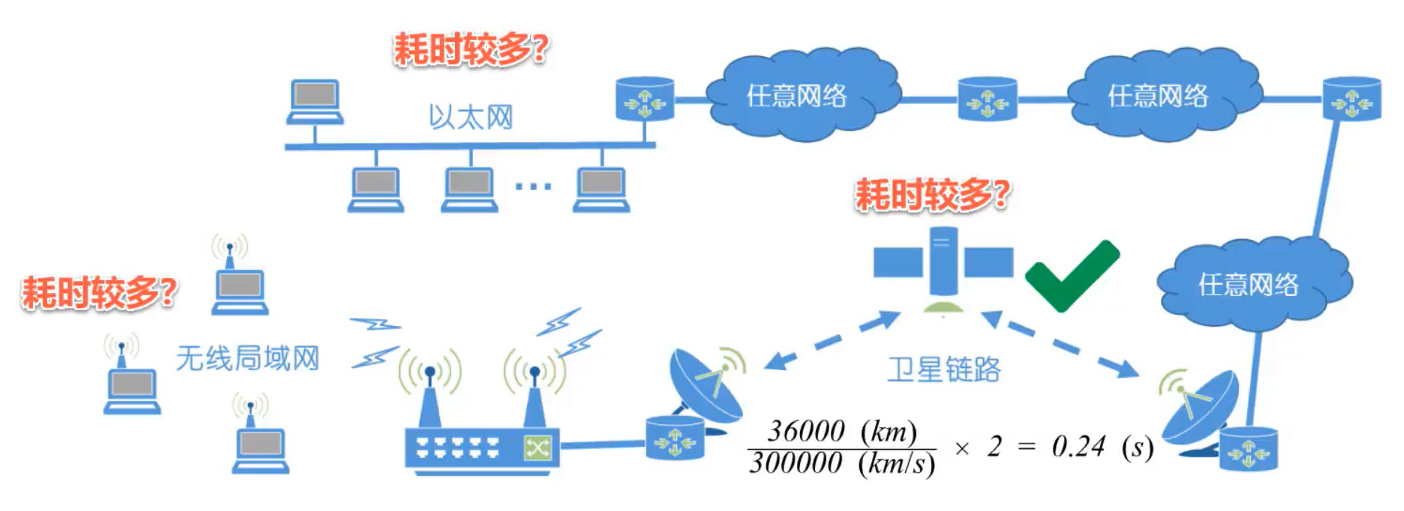 耗时较多?
以太网
任意网络
任意网络
耗时较多?
耗时较多?
任意网络
无线局域网
卫星链路
36000 (km)
300000 (km/s)
× 2 = 0.24 (s)